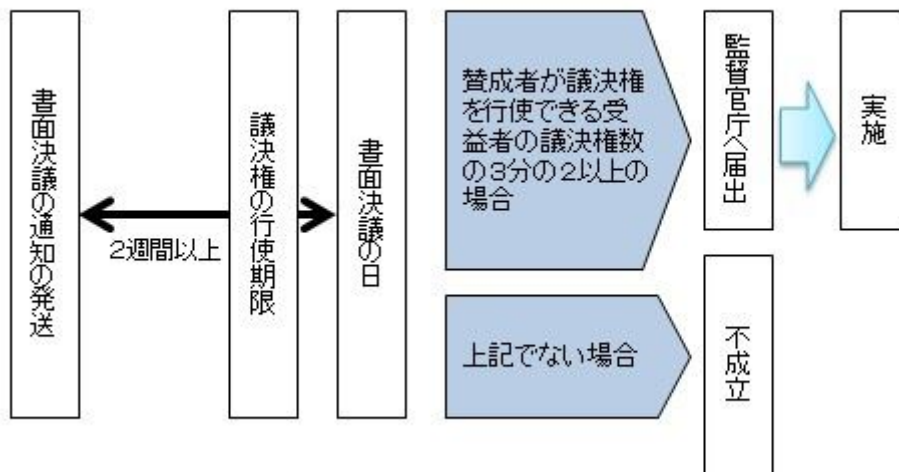 書面決議の通知の発送
2週間以上
議決権の行使期限
書面決議の日
賛成者が議決権
を行使できる受
益者の議決権数
の3分の2以上の
場合
監督官庁へ届出
実施
上記でない場合
不成立